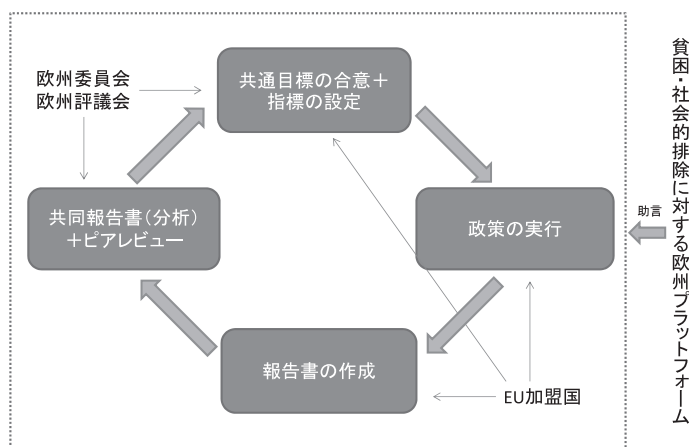 欧州委員会
欧州評議会
共通目標の合意＋
指標の設定
共同報告書（分析）
＋ピアレビュー
政策の実行
報告書の作成
EU加盟国
助言
貧困・社会的排除に対する欧州プラットフォーム